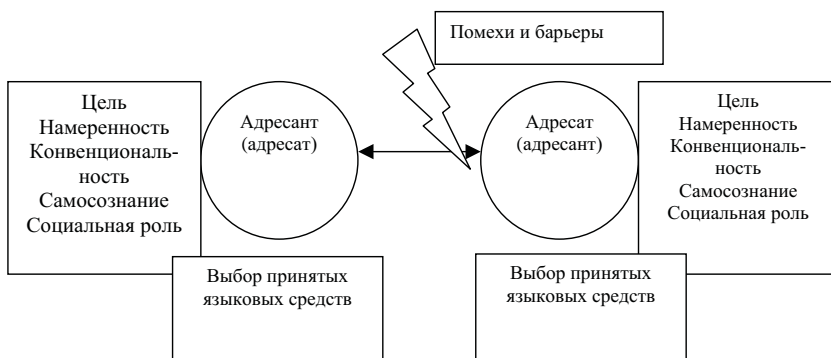 Помехи и барьеры
Цель
Намеренность
Конвенциональ-
ность
Самосознание
Социальная роль
Адресант
(адресат)
Адресат
(адресант)
Цель
Намеренность
Конвенциональ-
ность
Самосознание
Социальная роль
Выбор принятых
языковых средств
Выбор принятых
языковых средств